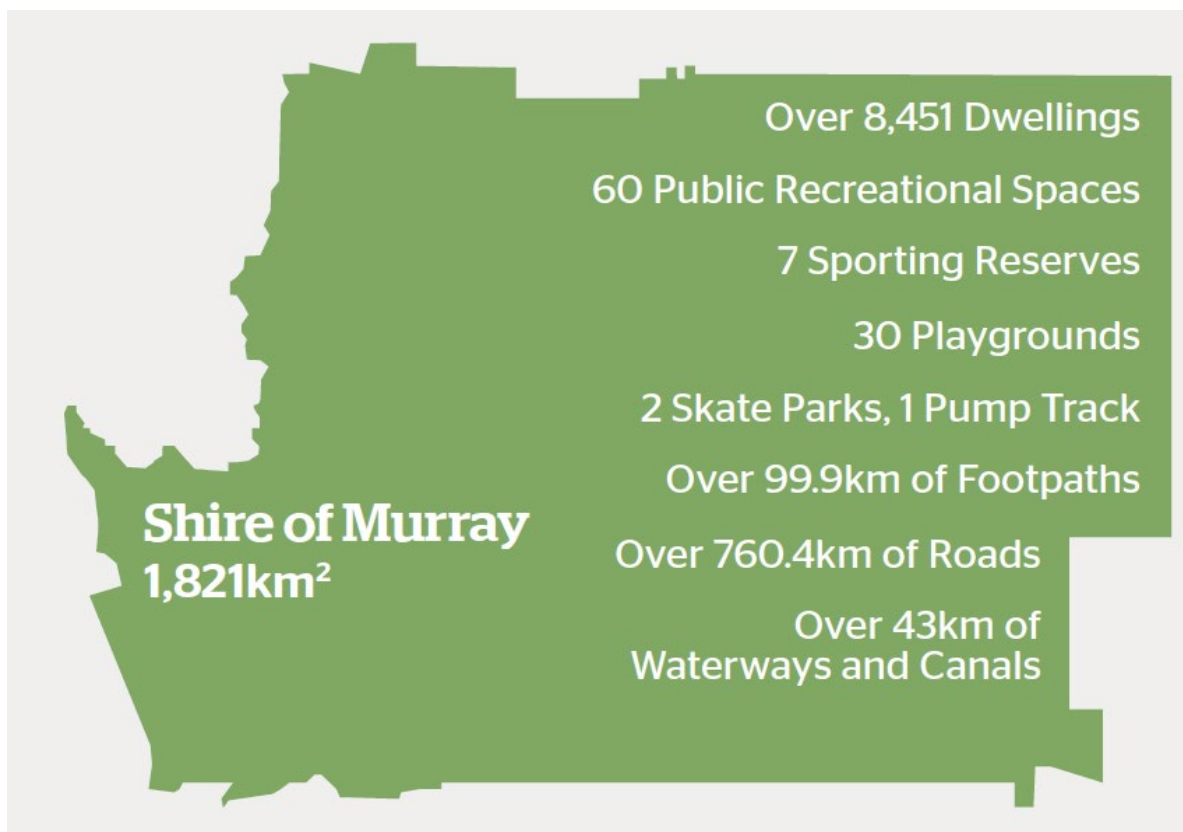 Over 8,451 Dwellings
60 Public Recreational Spaces
7 Sporting Reserves
30 Playgrounds
2 Skate Parks, 1 Pump Track
Over 99.9km of Footpaths
Shire of Murray
1,821km²
Over 760.4km of Roads
Over 43km of
Waterways and Canals